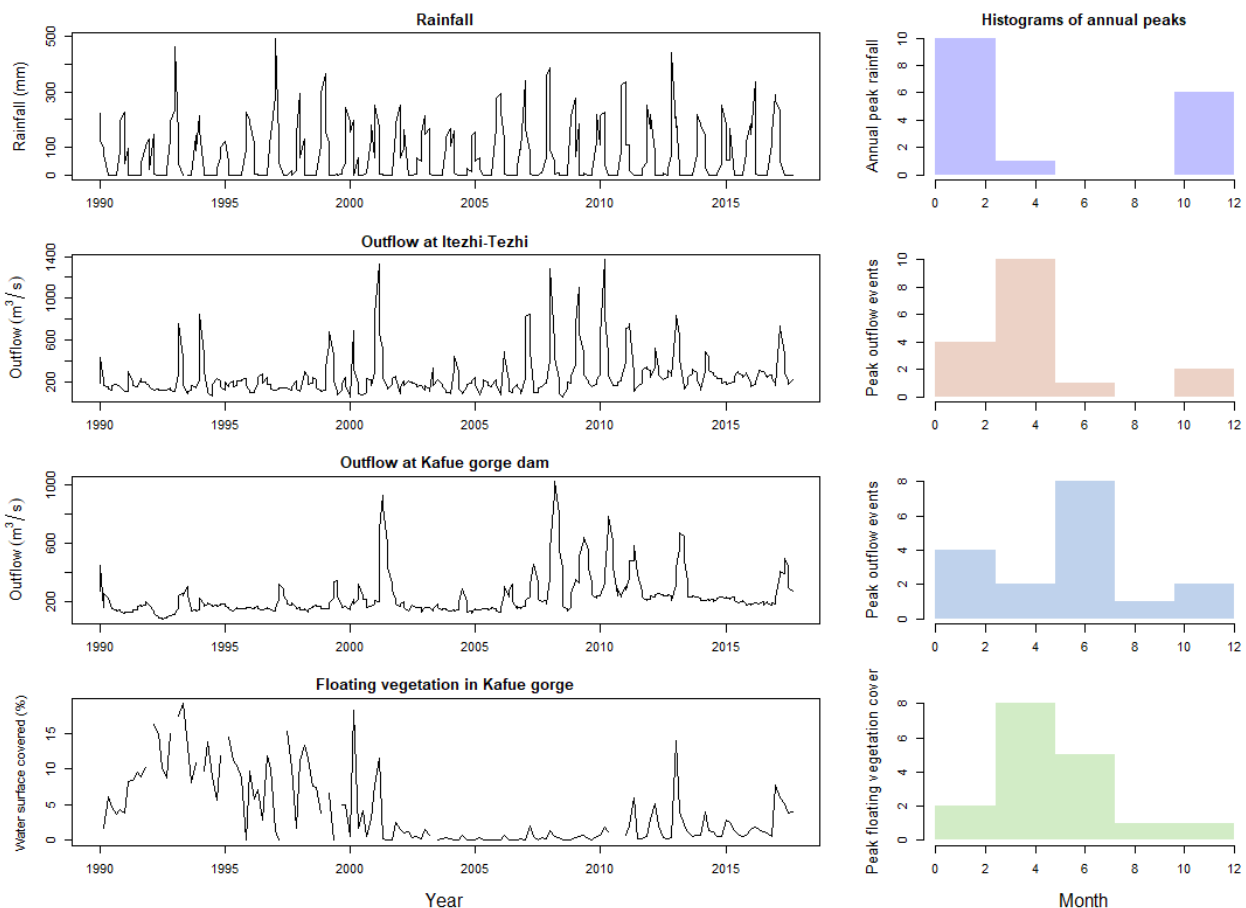 Rainfall
Rainfall (mm)
500
300
100
0
1990 1995 2000 2005 2010 2015
Histograms of annual peaks
Annual peak rainfall
10
8
6
4
2
0
0 2 4 6 8 10 12
Outflow at Itezhi-Tezhi
Outflow (m³/s)
1400
1000
600
200
1990 1995 2000 2005 2010 2015
Peak outflow events
10
8
6
4
2
0
0 2 4 6 8 10 12
Outflow at Kafue gorge dam
Outflow (m³/s)
1000
600
200
1990 1995 2000 2005 2010 2015
Peak outflow events
8
6
4
2
0
0 2 4 6 8 10 12
Floating vegetation in Kafue gorge
Water surface covered (%)
15
10
5
0
1990 1995 2000 2005 2010 2015
Year
Peak floating vegetation cover
8
6
4
2
0
0 2 4 6 8 10 12
Month